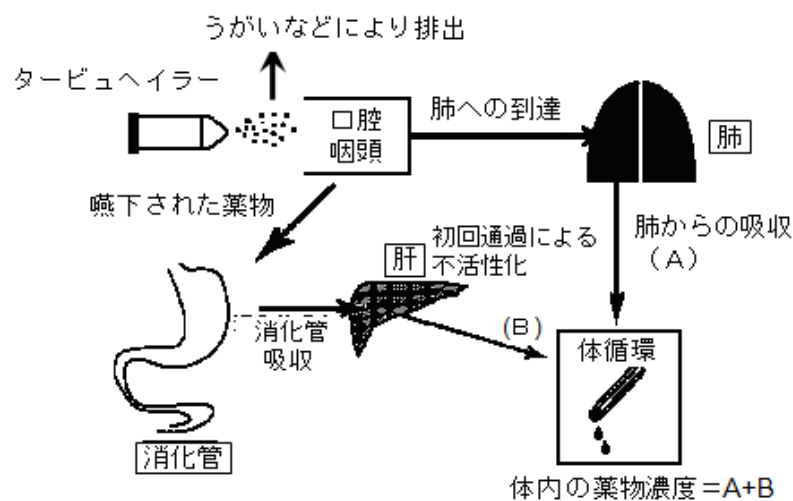 うがいなどにより排出
タービュヘイラー
口腔
咽頭
肺への到達
肺
嚥下された薬物
肺からの吸収
（A）
初回通過による
不活性化
肝
消化管
吸収
(B)
体循環
消化管
体内の薬物濃度＝A+B